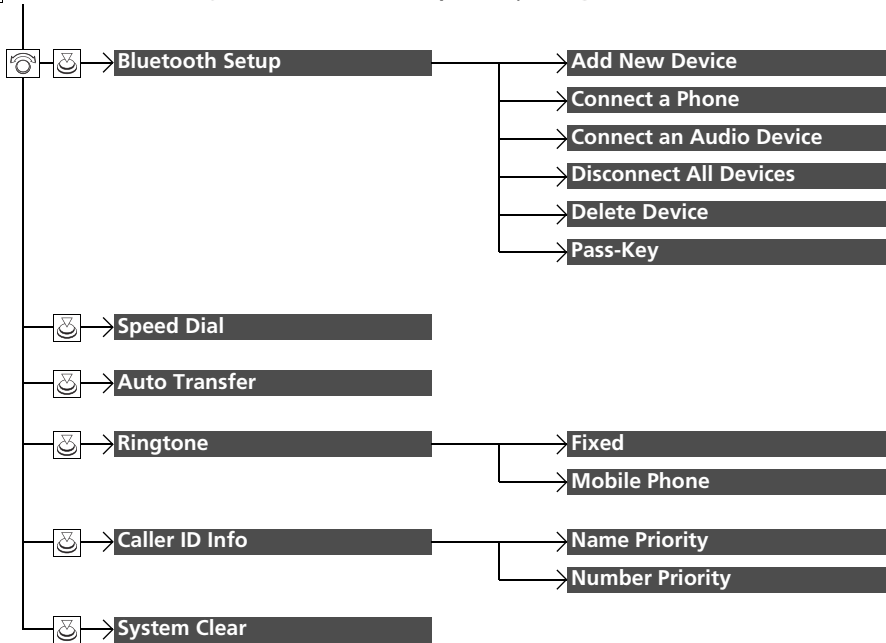 Bluetooth Setup
Add New Device
Connect a Phone
Connect an Audio Device
Disconnect All Devices
Delete Device
Pass-Key
Speed Dial
Auto Transfer
Ringtone
Fixed
Mobile Phone
Caller ID Info
Name Priority
Number Priority
System Clear